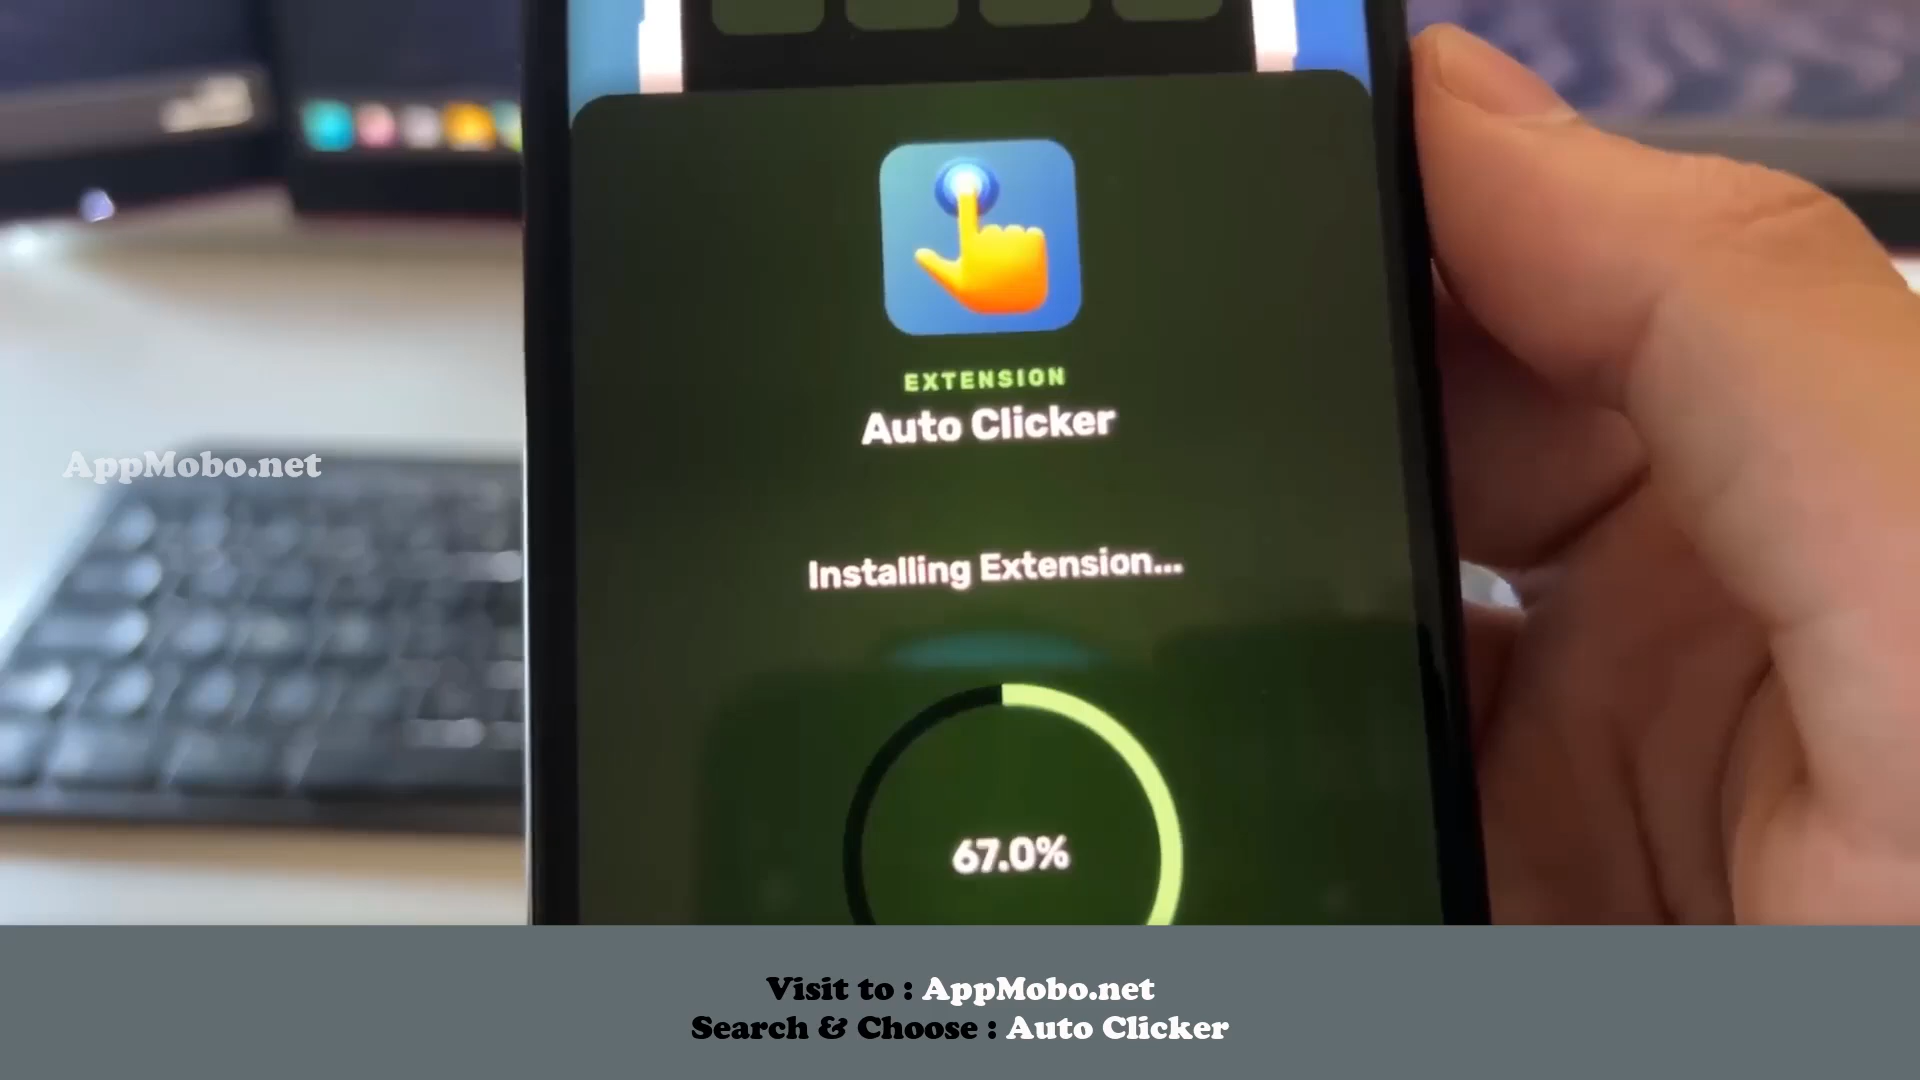 EXTENSION
Auto Clicker
AppMobo.net
Installing Extension...
67.0%
Visit to : AppMobo.net
Search & Choose : Auto Clicker